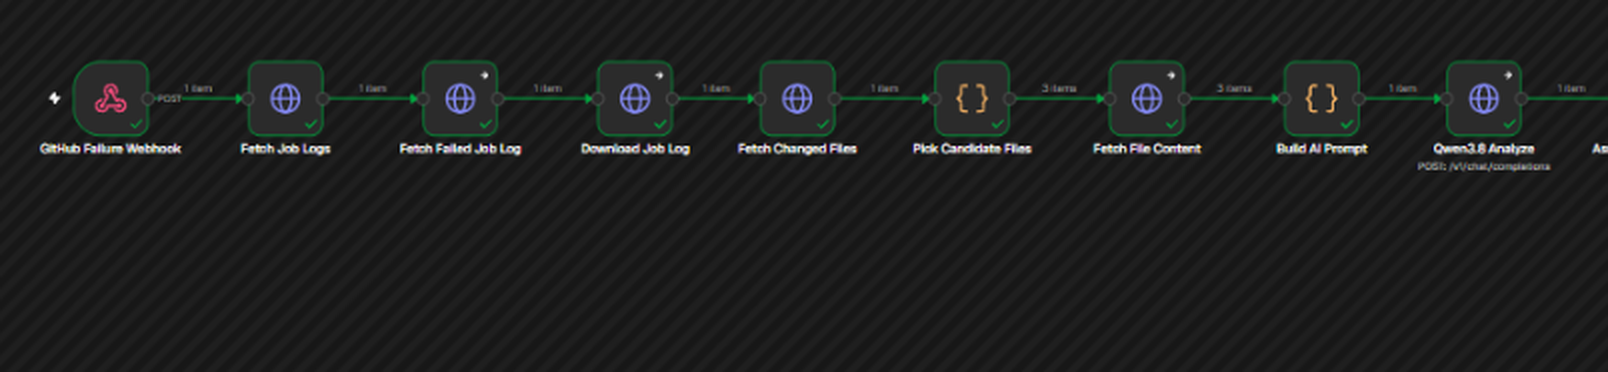 POST
1 item
1 item
1 item
1 item
1 item
3 items
3 items
1 item
1 item
GitHub Failure Webhook
Fetch Job Logs
Fetch Failed Job Log
Download Job Log
Fetch Changed Files
Pick Candidate Files
Fetch File Content
Build AI Prompt
Qwen3.8 Analyze
POST: /v1/chat/completions